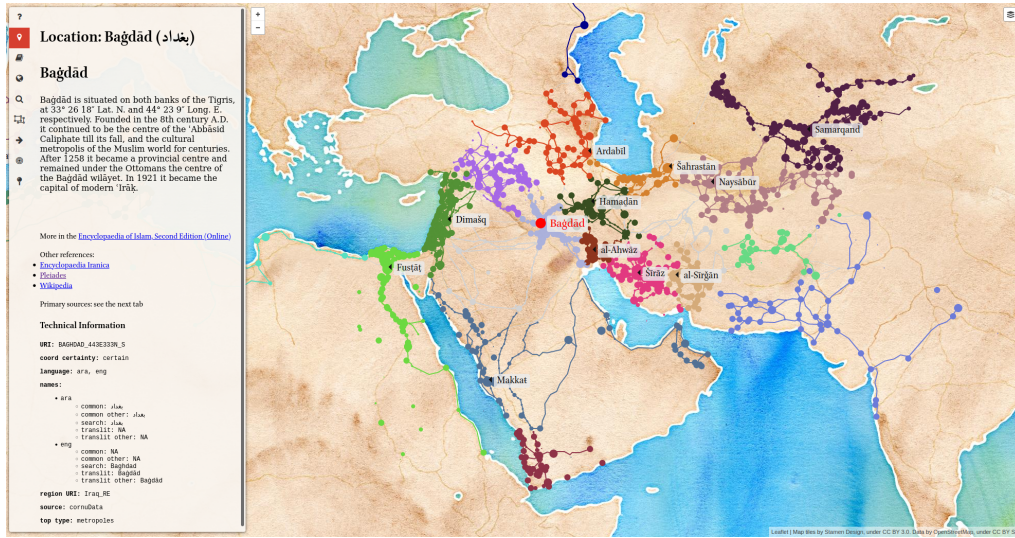 ?
Location: Baġdād (بغداد)
Baġdād
Baġdād is situated on both banks of the Tigris,
at 33° 26 18″ Lat. N. and 44° 23 9″ Long. E.
respectively. Founded in the 8th century A.D.
it continued to be the centre of the ʿAbbāsid
Caliphate till its fall, and the cultural
metropolis of the Muslim world for centuries.
After 1258 it became a provincial centre and
remained under the Ottomans the centre of
the Baġdād wilāyet. In 1921 it became the
capital of modern ʿIrāḳ.
More in the Encyclopaedia of Islam, Second Edition (Online)
Other references:
• Encyclopaedia Iranica
• Pleiades
• Wikipedia
Primary sources: see the next tab
Technical Information
URI: BAGHDAD_443E333N_S
coord certainty: certain
language: ara, eng
names:
• ara
◦ common: بغداد
◦ common other: بغداد
◦ search: بغداد
◦ translit: NA
◦ translit other: NA
• eng
◦ common: NA
◦ common other: NA
◦ search: Baghdad
◦ translit: Baġdād
◦ translit other: Baġdād
region URI: Iraq_RE
source: cornuData
top type: metropoles
+
−
Samarqand
Ardabīl
Šahrastān
Naysābūr
Hamaḏān
Dimašq
Baġdād
al-Ahwāz
Fusṭāṭ
Šīrāz
al-Sīrǧān
Makkaŧ
Leaflet | Map tiles by Stamen Design, under CC BY 3.0. Data by OpenStreetMap, under CC BY S